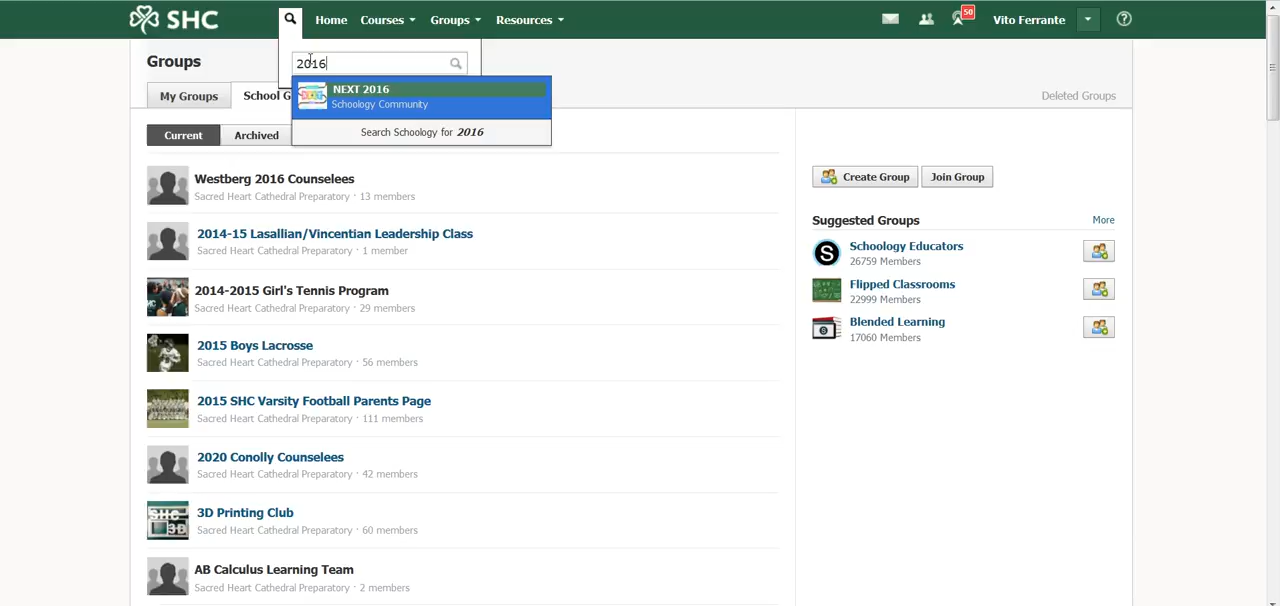 SHC
Home Courses Groups Resources
50
Vito Ferrante
?
Groups
2016
NEXT 2016
Schoology Community
Search Schoology for 2016
My Groups
School G
Deleted Groups
Current
Archived
Westberg 2016 Counselees
Sacred Heart Cathedral Preparatory · 13 members
2014-15 Lasallian/Vincentian Leadership Class
Sacred Heart Cathedral Preparatory · 1 member
2014-2015 Girl's Tennis Program
Sacred Heart Cathedral Preparatory · 29 members
2015 Boys Lacrosse
Sacred Heart Cathedral Preparatory · 56 members
2015 SHC Varsity Football Parents Page
Sacred Heart Cathedral Preparatory · 111 members
2020 Conolly Counselees
Sacred Heart Cathedral Preparatory · 42 members
SHC
3D
3D Printing Club
Sacred Heart Cathedral Preparatory · 60 members
AB Calculus Learning Team
Sacred Heart Cathedral Preparatory · 2 members
Create Group
Join Group
Suggested Groups
More
S
Schoology Educators
26759 Members
Flipped Classrooms
22999 Members
S
Blended Learning
17060 Members